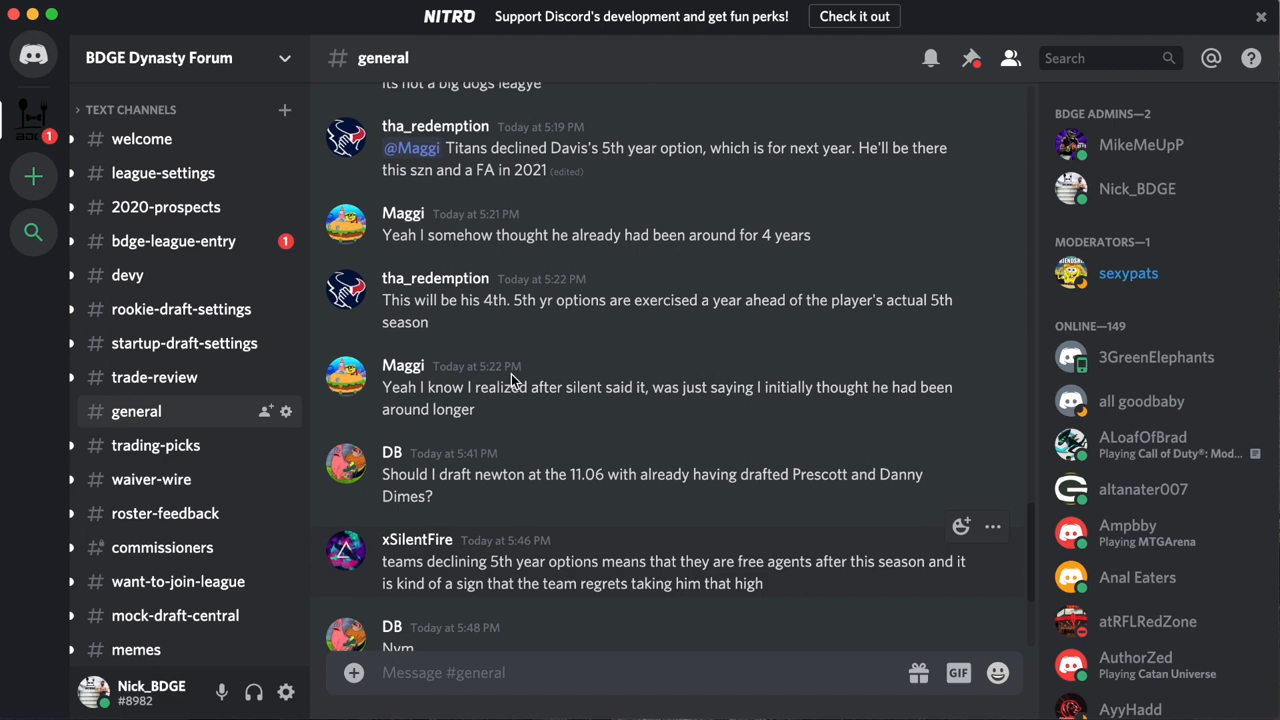 NITRO Support Discord's development and get fun perks! Check it out
BDGE Dynasty Forum
# general
Search
TEXT CHANNELS
# welcome
# league-settings
# 2020-prospects
# bdge-league-entry 1
# devy
# rookie-draft-settings
# startup-draft-settings
# trade-review
# general
# trading-picks
# waiver-wire
# roster-feedback
# commissioners
# want-to-join-league
# mock-draft-central
# memes
Nick_BDGE
#8982
1
its not a big dogs leagye
tha_redemption Today at 5:19 PM
@Maggi Titans declined Davis's 5th year option, which is for next year. He'll be there
this szn and a FA in 2021 (edited)
Maggi Today at 5:21 PM
Yeah I somehow thought he already had been around for 4 years
tha_redemption Today at 5:22 PM
This will be his 4th. 5th yr options are exercised a year ahead of the player's actual 5th
season
Maggi Today at 5:22 PM
Yeah I know I realized after silent said it, was just saying I initially thought he had been
around longer
DB Today at 5:41 PM
Should I draft newton at the 11.06 with already having drafted Prescott and Danny
Dimes?
xSilentFire Today at 5:46 PM
teams declining 5th year options means that they are free agents after this season and it
is kind of a sign that the team regrets taking him that high
DB Today at 5:48 PM
Nvm
Message #general
GIF
BDGE ADMINS—2
MikeMeUpP
Nick_BDGE
MODERATORS—1
sexypats
ONLINE—149
3GreenElephants
all goodbaby
ALoafOfBrad
Playing Call of Duty®: Mod...
altanater007
Ampbby
Playing MTGArena
Anal Eaters
atRFLRedZone
AuthorZed
Playing Catan Universe
AyyHadd